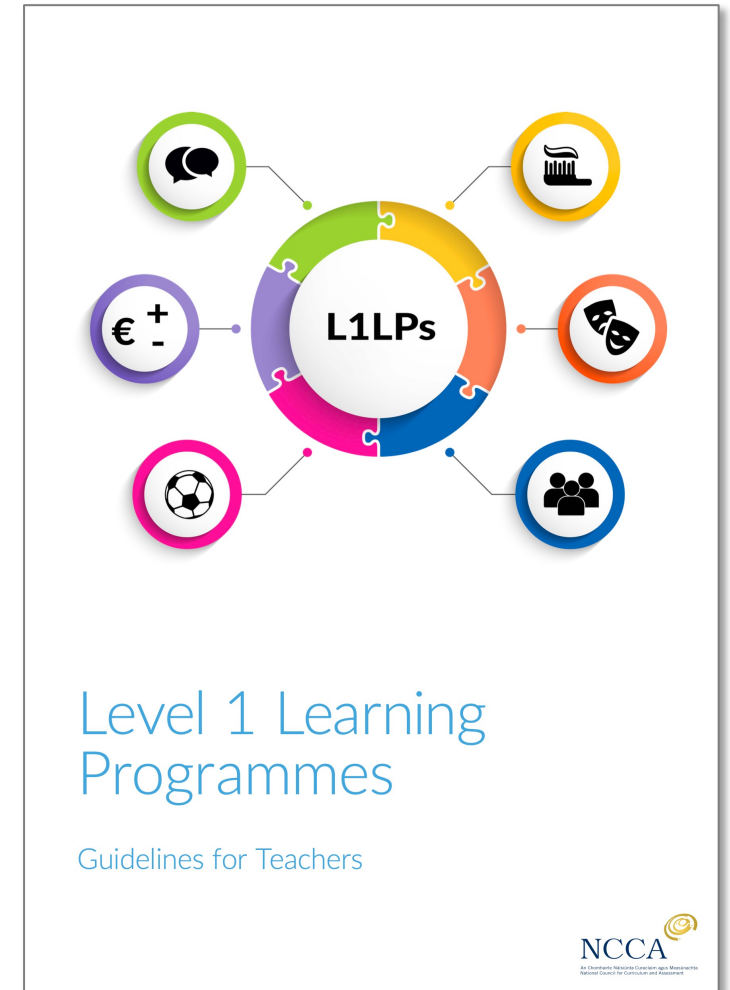 L1LPs
€ + -
Level 1 Learning
Programmes
Guidelines for Teachers
NCCA
An Chomhairle Náisiúnta Curaclaim agus Measúnachta
National Council for Curriculum and Assessment